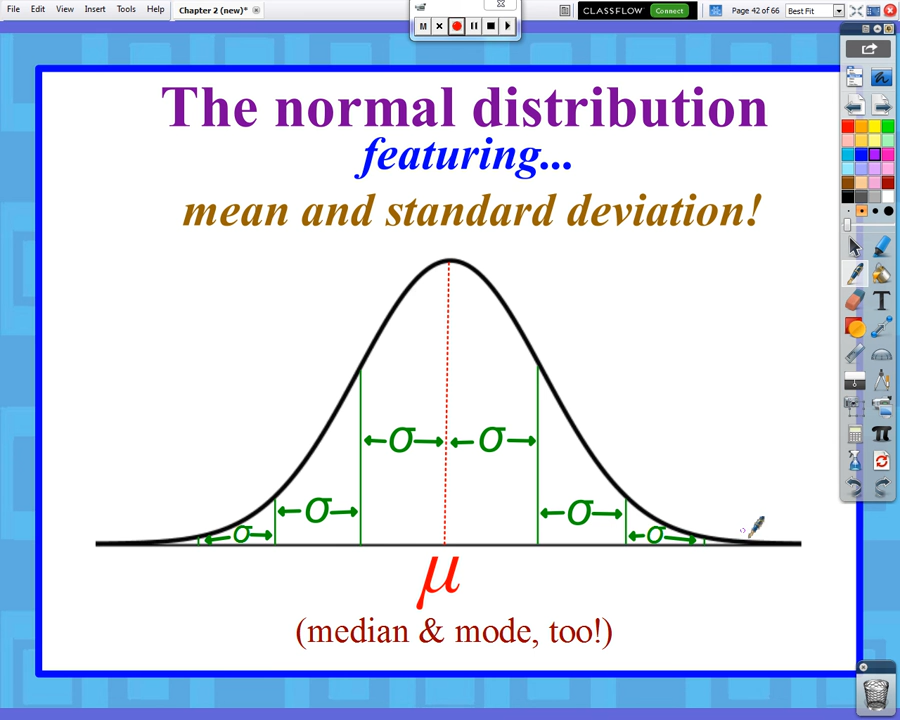 File Edit View Insert Tools Help Chapter 2 (new)* CLASSFLOW Connect Page 42 of 66 Best Fit
M
The normal distribution
featuring...
mean and standard deviation!
T
σ σ
σ σ
σ σ
μ
(median & mode, too!)